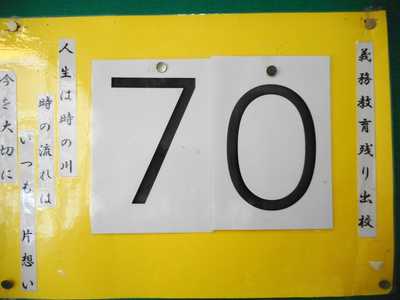 義務教育残り出校
70
人生は時の川
時の流れは
いつも片想い
今を大切に